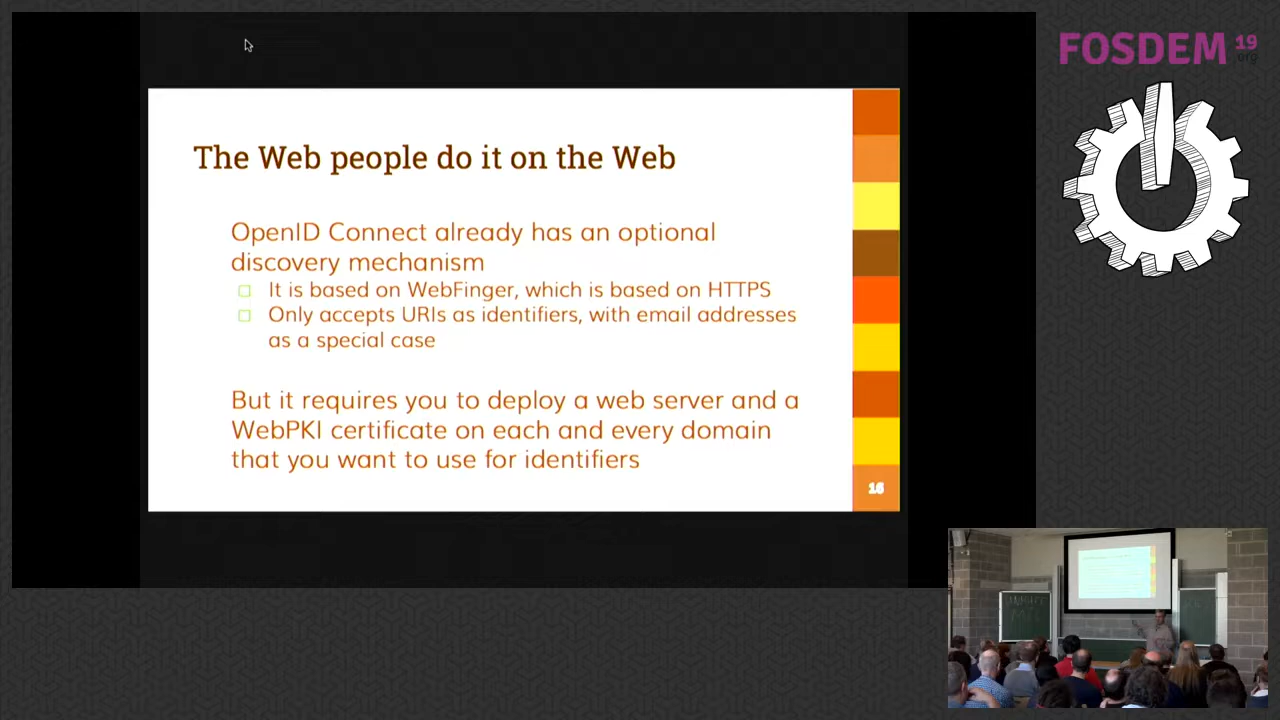 FOSDEM 19
.org
The Web people do it on the Web
OpenID Connect already has an optional
discovery mechanism
It is based on WebFinger, which is based on HTTPS
Only accepts URIs as identifiers, with email addresses
as a special case
But it requires you to deploy a web server and a
WebPKI certificate on each and every domain
that you want to use for identifiers
16